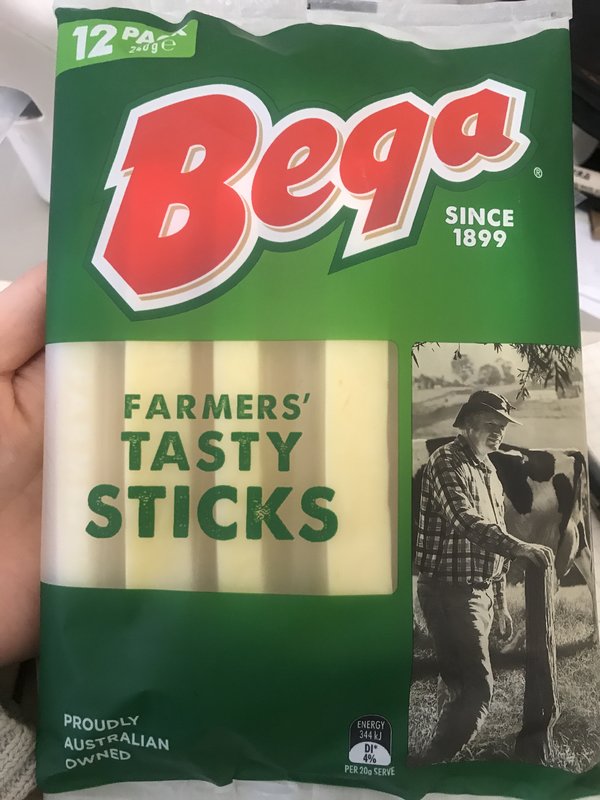 12 PACK
240g℮
Bega
®
SINCE
1899
FARMERS'
TASTY
STICKS
PROUDLY
AUSTRALIAN
OWNED
ENERGY
344 kJ
DI*
4%
PER 20g SERVE